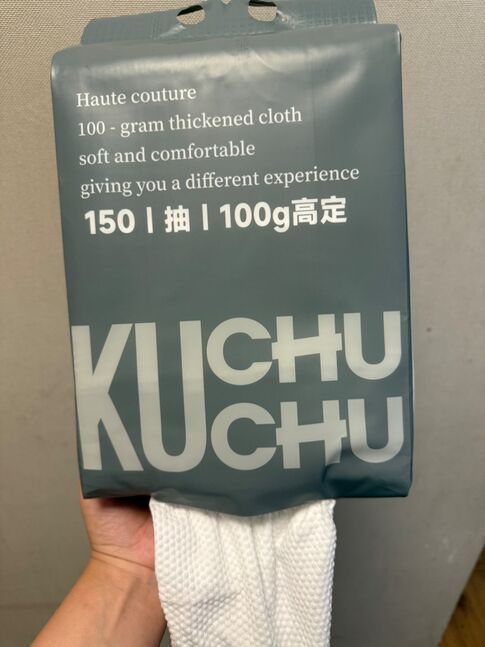 Haute couture
100 - gram thickened cloth
soft and comfortable
giving you a different experience
150 | 抽 | 100g高定
KUCHU
CHU